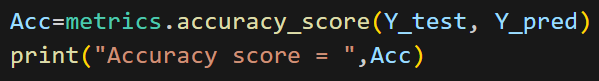 Acc=metrics.accuracy_score(Y_test, Y_pred)
print("Accuracy score = ",Acc)